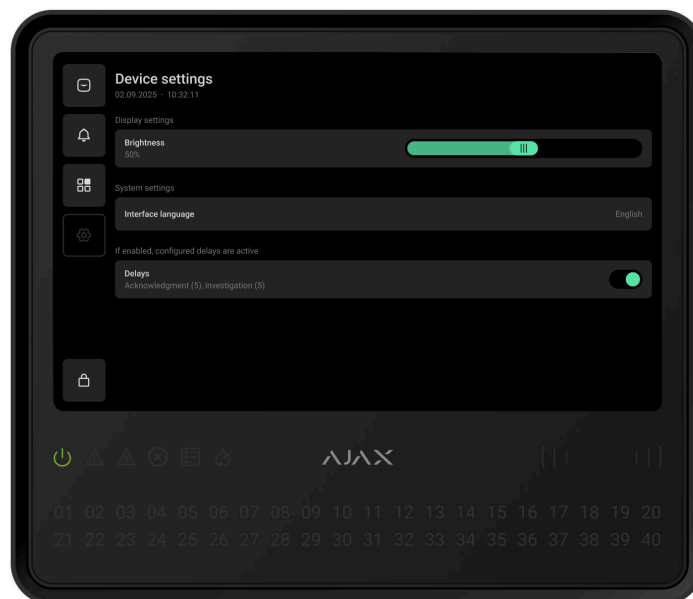 Device settings
02.09.2025 · 10:32:11
Display settings
Brightness
50%
System settings
Interface language English
If enabled, configured delays are active
Delays
Acknowledgment (5), investigation (5)
AJAX
01 02 03 04 05 06 07 08 09 10 11 12 13 14 15 16 17 18 19 20
21 22 23 24 25 26 27 28 29 30 31 32 33 34 35 36 37 38 39 40